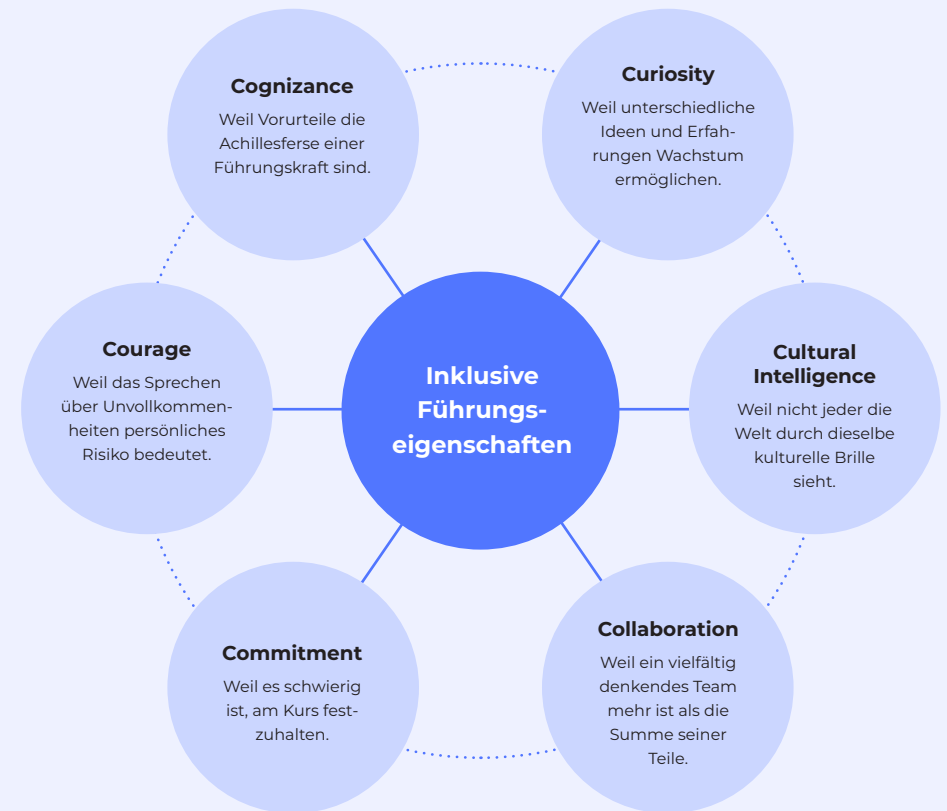 Cognizance
Weil Vorurteile die
Achillesferse einer
Führungskraft sind.
Curiosity
Weil unterschiedliche
Ideen und Erfah-
rungen Wachstum
ermöglichen.
Courage
Weil das Sprechen
über Unvollkommen-
heiten persönliches
Risiko bedeutet.
Inklusive
Führungs-
eigenschaften
Cultural
Intelligence
Weil nicht jeder die
Welt durch dieselbe
kulturelle Brille
sieht.
Commitment
Weil es schwierig
ist, am Kurs fest-
zuhalten.
Collaboration
Weil ein vielfältig
denkendes Team
mehr ist als die
Summe seiner
Teile.